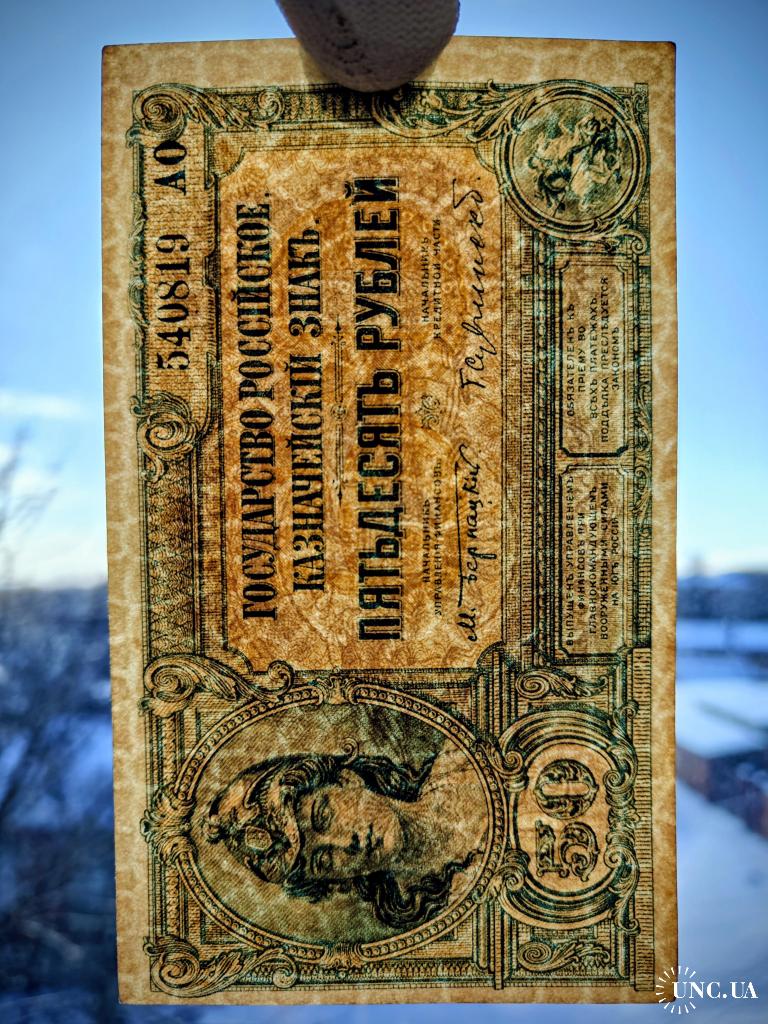 540819 АО
ГОСУДАРСТВО РОССІЙСКОЕ.
КАЗНАЧЕЙСКІЙ ЗНАКЪ.
ПЯТЬДЕСЯТЬ РУБЛЕЙ
НАЧАЛЬНИКЪ
УПРАВЛЕНІЯ ФИНАНСОВЪ
М. Бернацкій
НАЧАЛЬНИКЪ
КРЕДИТНОЙ ЧАСТИ
50
ВЫПУЩЕНЪ УПРАВЛЕНІЕМЪ
ФИНАНСОВЪ ПРИ
ГЛАВНОКОМАНДУЮЩЕМЪ
ВООРУЖЕННЫМИ СИЛАМИ
НА ЮГѢ РОССІИ
ОБЯЗАТЕЛЕНЪ КЪ
ПРІЕМУ ВО
ВСѢХЪ ПЛАТЕЖАХЪ.
ПОДДѢЛКА ПРЕСЛѢДУЕТСЯ
ЗАКОНОМЪ
UNC.UA